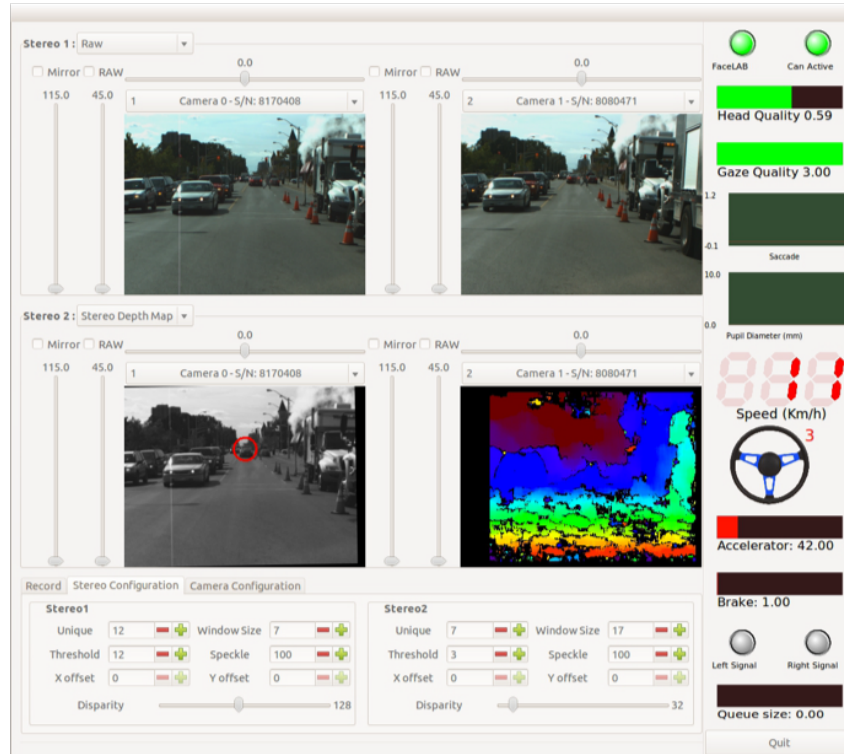 Stereo 1 : Raw
Mirror RAW 0.0 Mirror RAW 0.0
115.0 45.0 1 Camera 0 - S/N: 8170408 115.0 45.0 2 Camera 1 - S/N: 8080471
Stereo 2 : Stereo Depth Map
Mirror RAW 0.0 Mirror RAW 0.0
115.0 45.0 1 Camera 0 - S/N: 8170408 115.0 45.0 2 Camera 1 - S/N: 8080471
Record Stereo Configuration Camera Configuration
Stereo1
Unique 12 Window Size 7
Threshold 12 Speckle 100
X offset 0 Y offset 0
Disparity 128
Stereo2
Unique 7 Window Size 17
Threshold 3 Speckle 100
X offset 0 Y offset 0
Disparity 32
FaceLAB Can Active
Head Quality 0.59
Gaze Quality 3.00
1.2
-0.1
Saccade
10.0
0.0
Pupil Diameter (mm)
11
Speed (Km/h)
3
Accelerator: 42.00
Brake: 1.00
Left Signal Right Signal
Queue size: 0.00
Quit